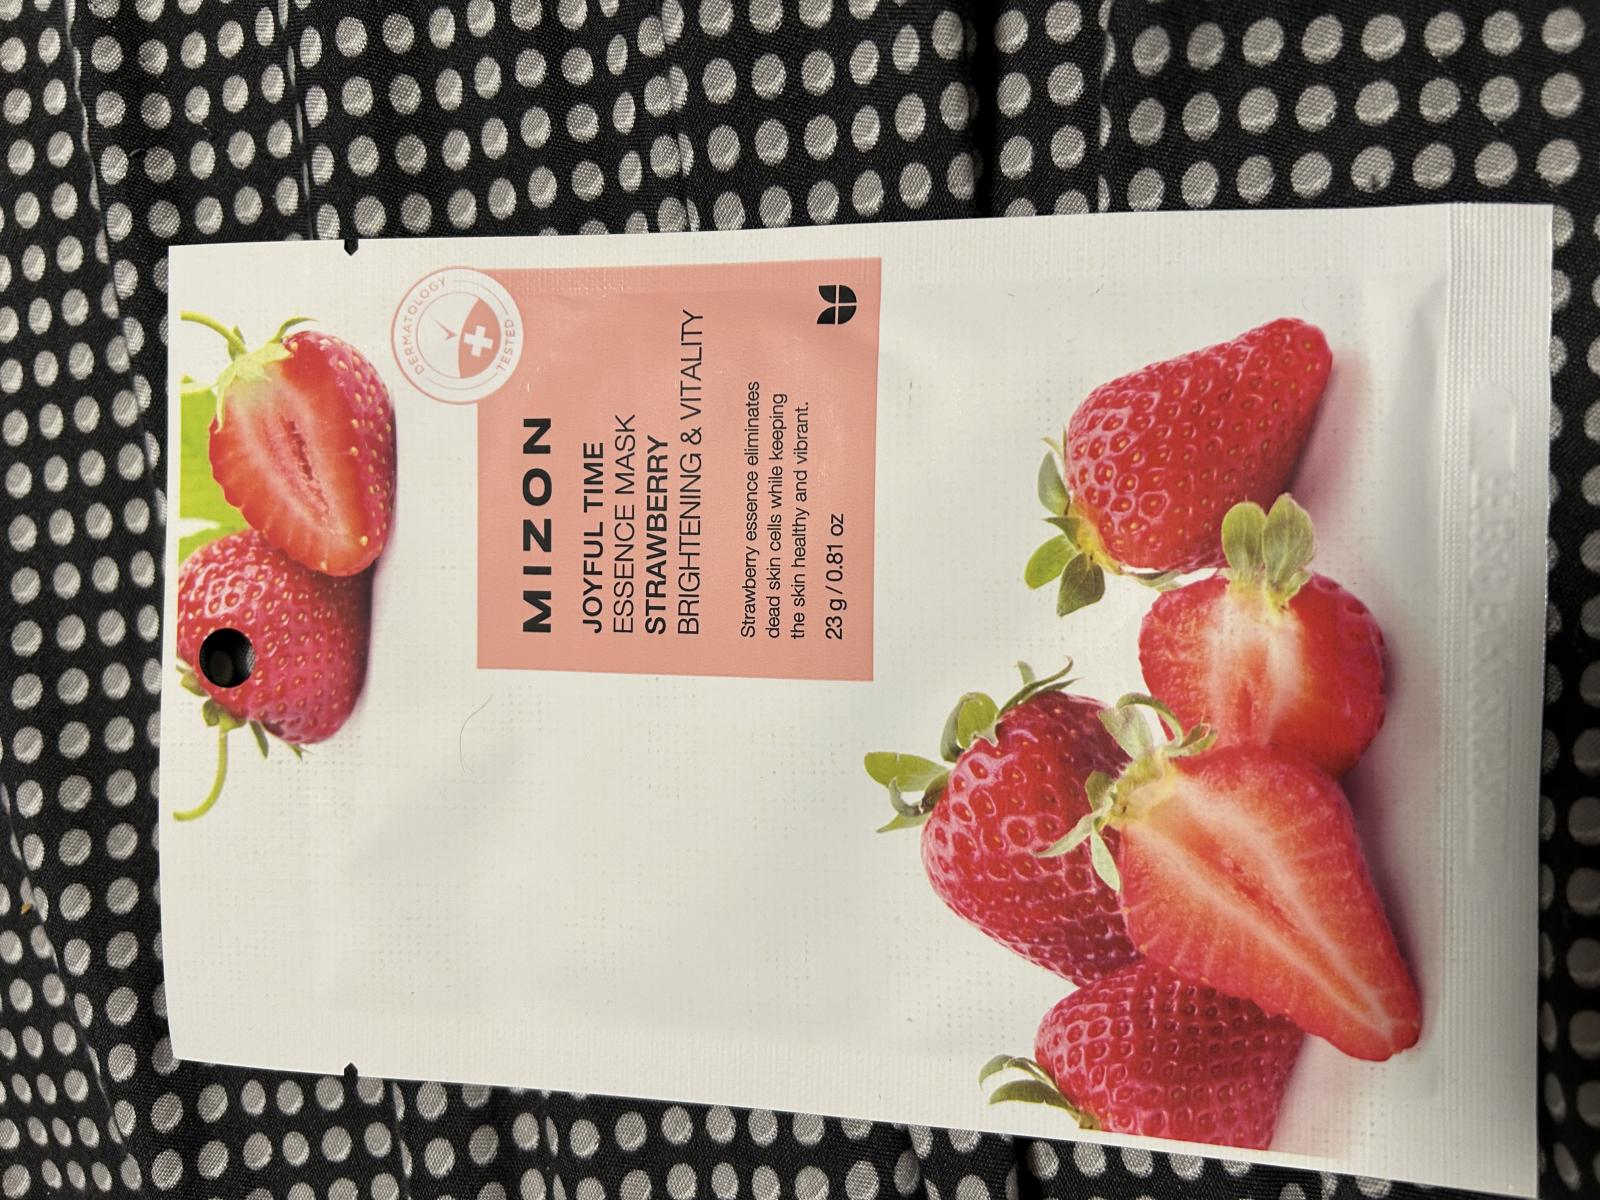 DERMATOLOGY
TESTED
MIZON
JOYFUL TIME
ESSENCE MASK
STRAWBERRY
BRIGHTENING & VITALITY
Strawberry essence eliminates
dead skin cells while keeping
the skin healthy and vibrant.
23 g / 0.81 oz